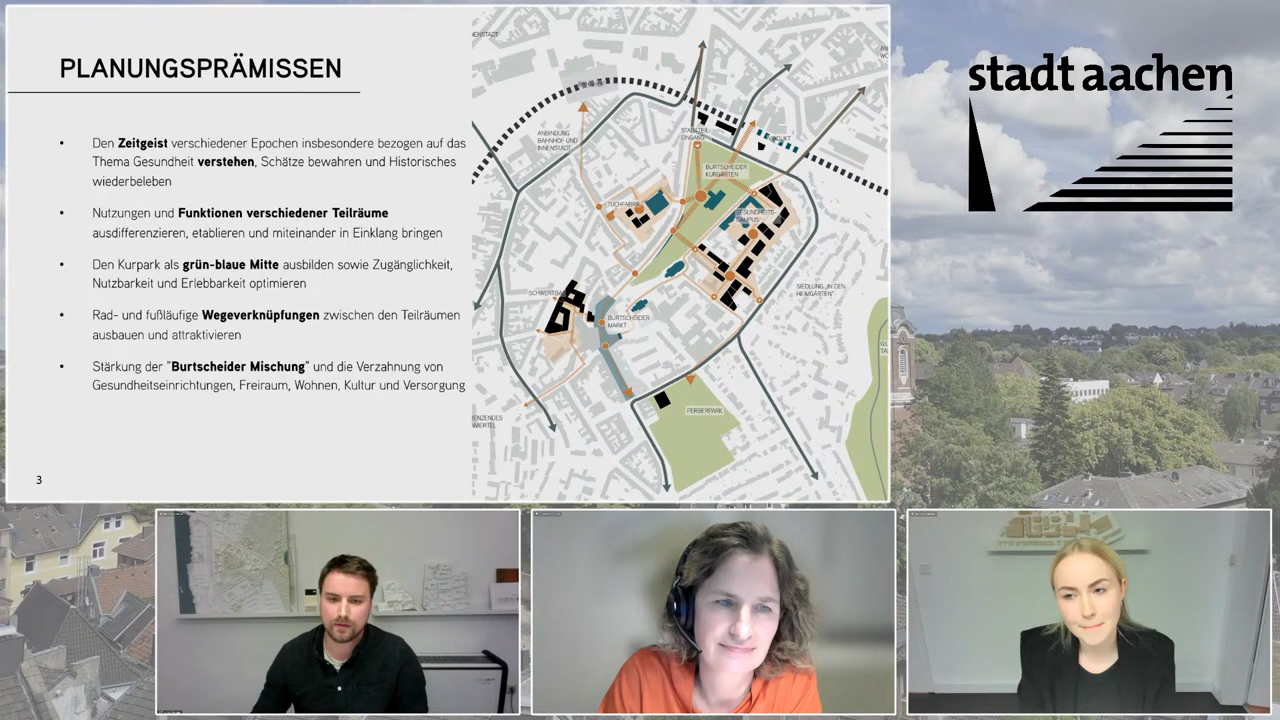 PLANUNGSPRÄMISSEN
• Den Zeitgeist verschiedener Epochen insbesondere bezogen auf das
Thema Gesundheit verstehen, Schätze bewahren und Historisches
wiederbeleben
• Nutzungen und Funktionen verschiedener Teilräume
ausdifferenzieren, etablieren und miteinander in Einklang bringen
• Den Kurpark als grün-blaue Mitte ausbilden sowie Zugänglichkeit,
Nutzbarkeit und Erlebbarkeit optimieren
• Rad- und fußläufige Wegeverknüpfungen zwischen den Teilräumen
ausbauen und attraktivieren
• Stärkung der "Burtscheider Mischung" und die Verzahnung von
Gesundheitseinrichtungen, Freiraum, Wohnen, Kultur und Versorgung
3
NENSTADT
ANBINDUNG
BAHNHOF UND
INNENSTADT
STADTTEIL
EINGANG
BURTSCHEIDER
KURGÄRTEN
TUCHFABRIK
GESUNDHEITS-
CAMPUS
SIEDLUNG „IN DEN
HEIMGÄRTEN"
SCHWERTBAD
BURTSCHEIDER
MARKT
FERBERPARK
stadt aachen